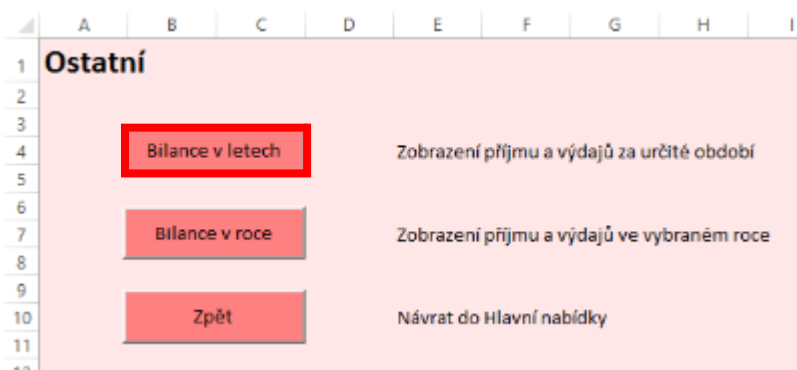 A B C D E F G H I
1 Ostatní
2
3
4 Bilance v letech Zobrazení příjmu a výdajů za určité období
5
6
7 Bilance v roce Zobrazení příjmu a výdajů ve vybraném roce
8
9
10 Zpět Návrat do Hlavní nabídky
11